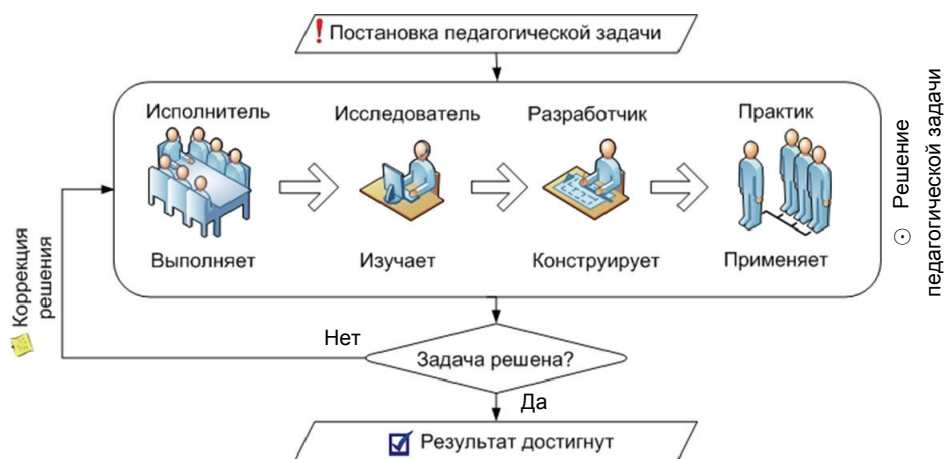 Постановка педагогической задачи
Исполнитель
Исследователь
Разработчик
Практик
Выполняет
Изучает
Конструирует
Применяет
Решение
педагогической задачи
Коррекция
решения
Нет
Задача решена?
Да
Результат достигнут